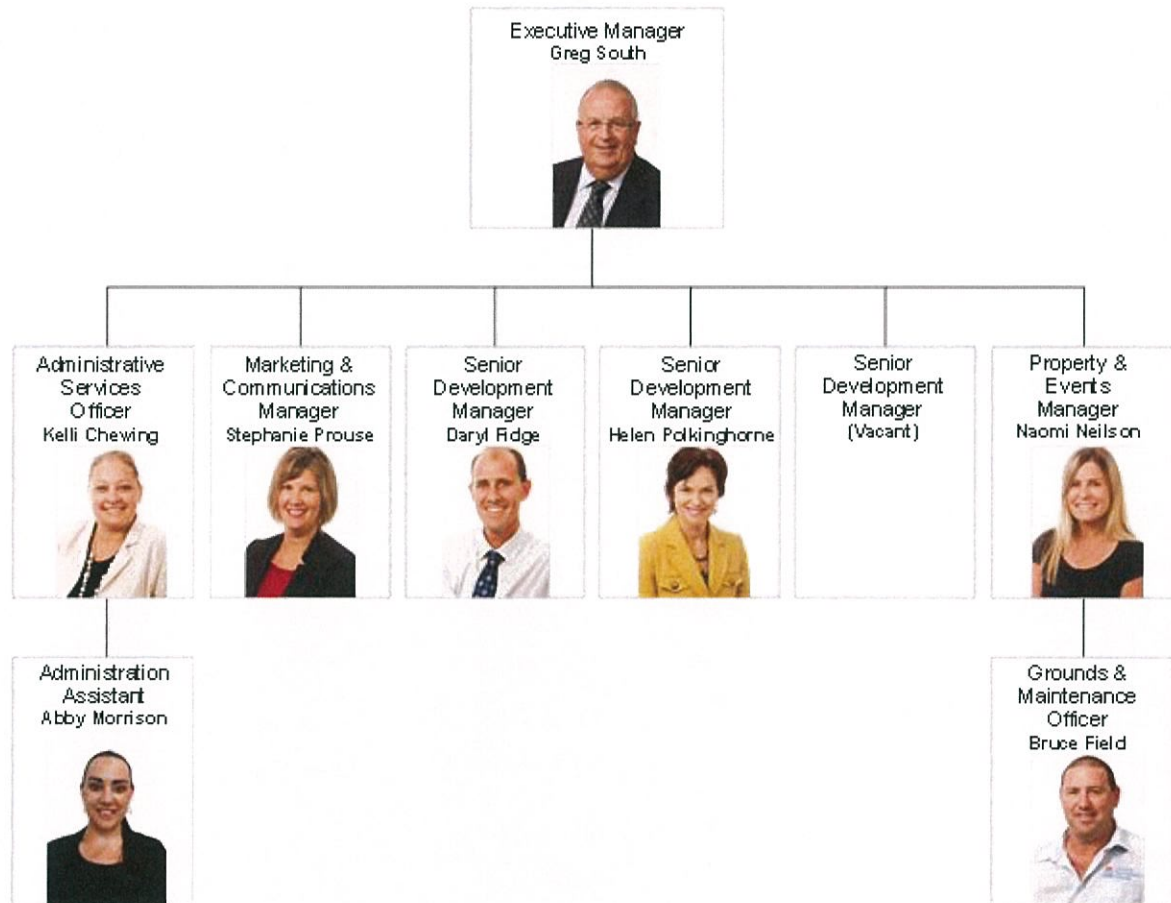 Executive Manager
Greg South
Administrative
Services
Officer
Kelli Chewing
Marketing &
Communications
Manager
Stephanie Prouse
Senior
Development
Manager
Daryl Fidge
Senior
Development
Manager
Helen Polkinghorne
Senior
Development
Manager
(Vacant)
Property &
Events
Manager
Naomi Neilson
Administration
Assistant
Abby Morrison
Grounds &
Maintenance
Officer
Bruce Field